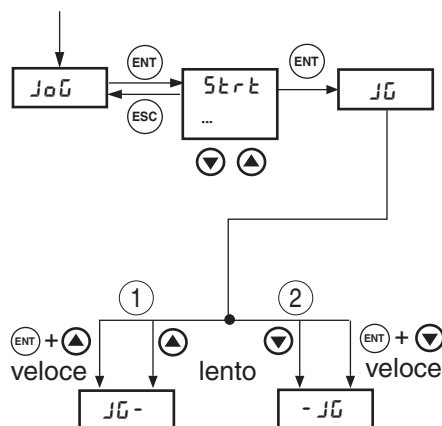 ENT
ENT
JoG
Strt
JG
ESC
...
1
2
ENT +
ENT +
veloce
lento
veloce
JG -
- JG